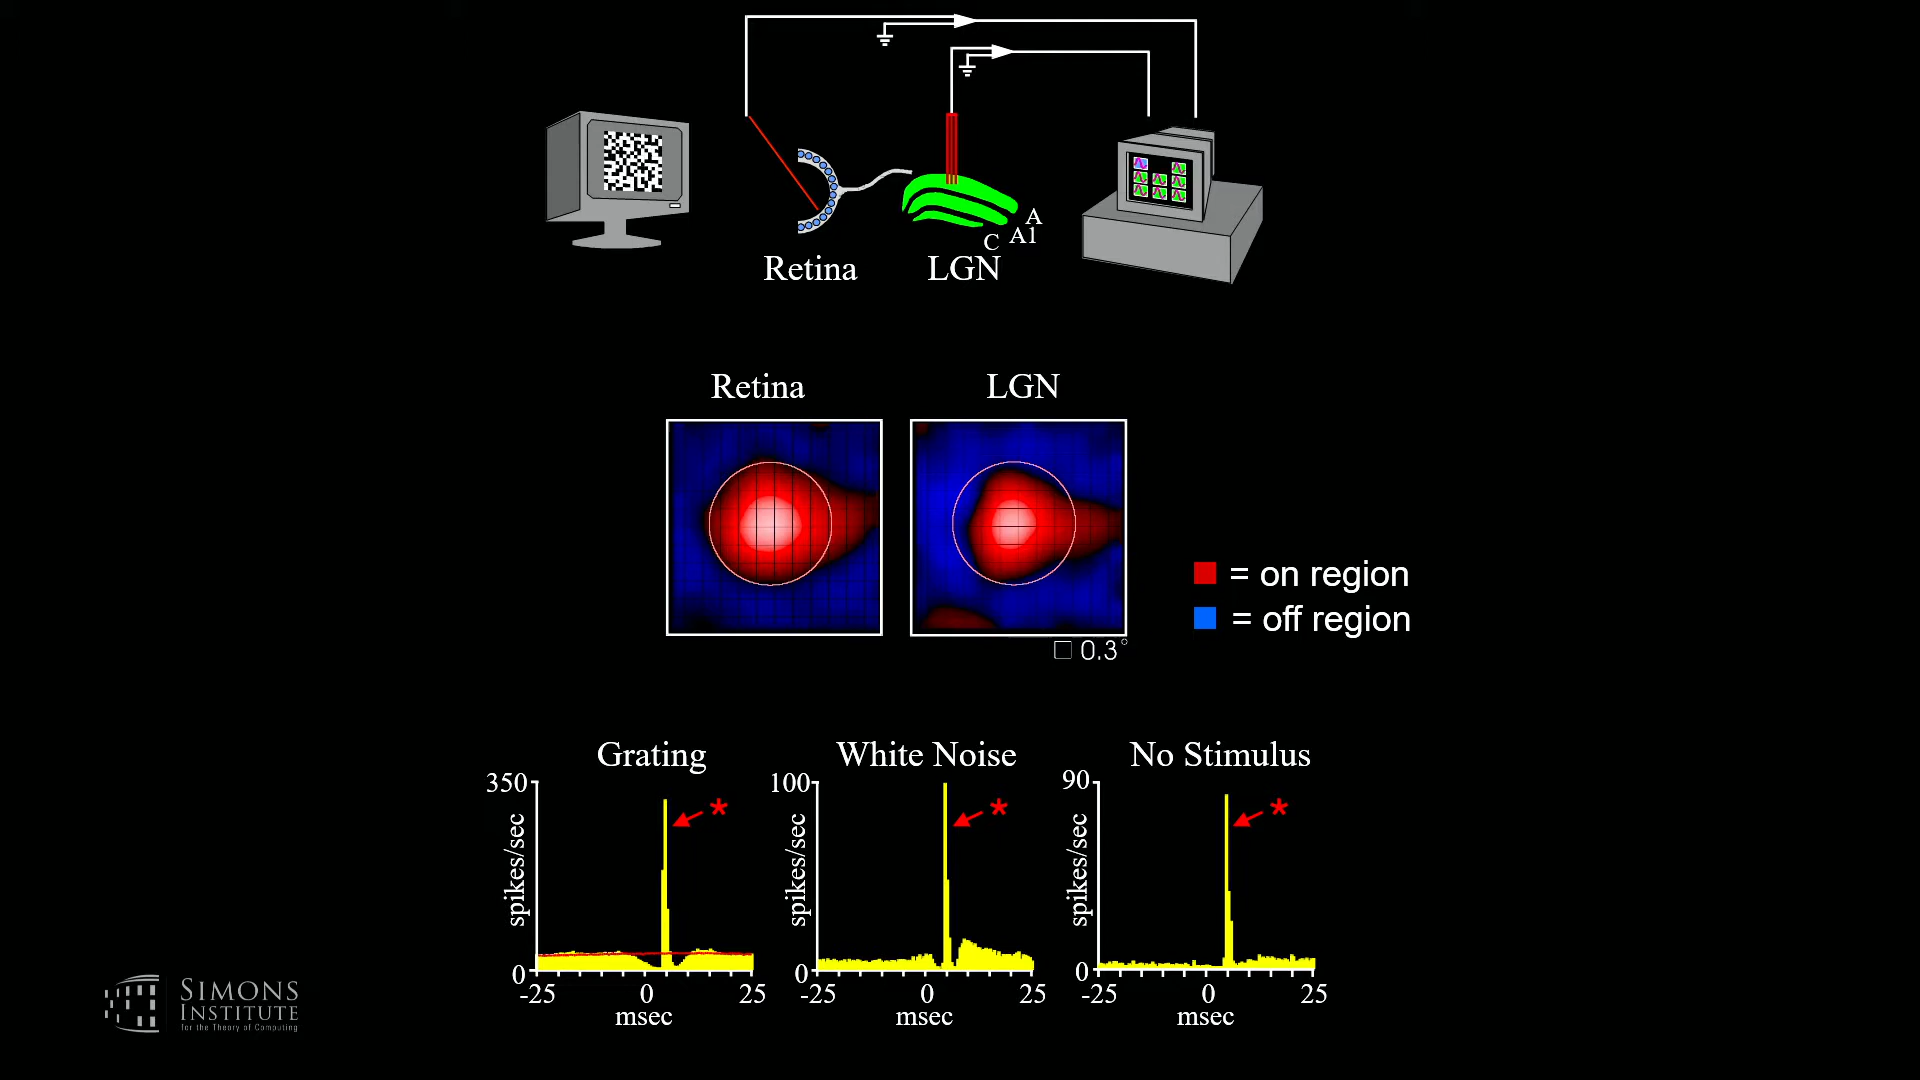 A
A1
C
Retina
LGN
Retina
LGN
= on region
= off region
0.3°
Grating
White Noise
No Stimulus
350
100
90
*
*
*
spikes/sec
spikes/sec
spikes/sec
0
0
0
-25
0
25
-25
0
25
-25
0
25
msec
msec
msec
SIMONS
INSTITUTE
for the Theory of Computing